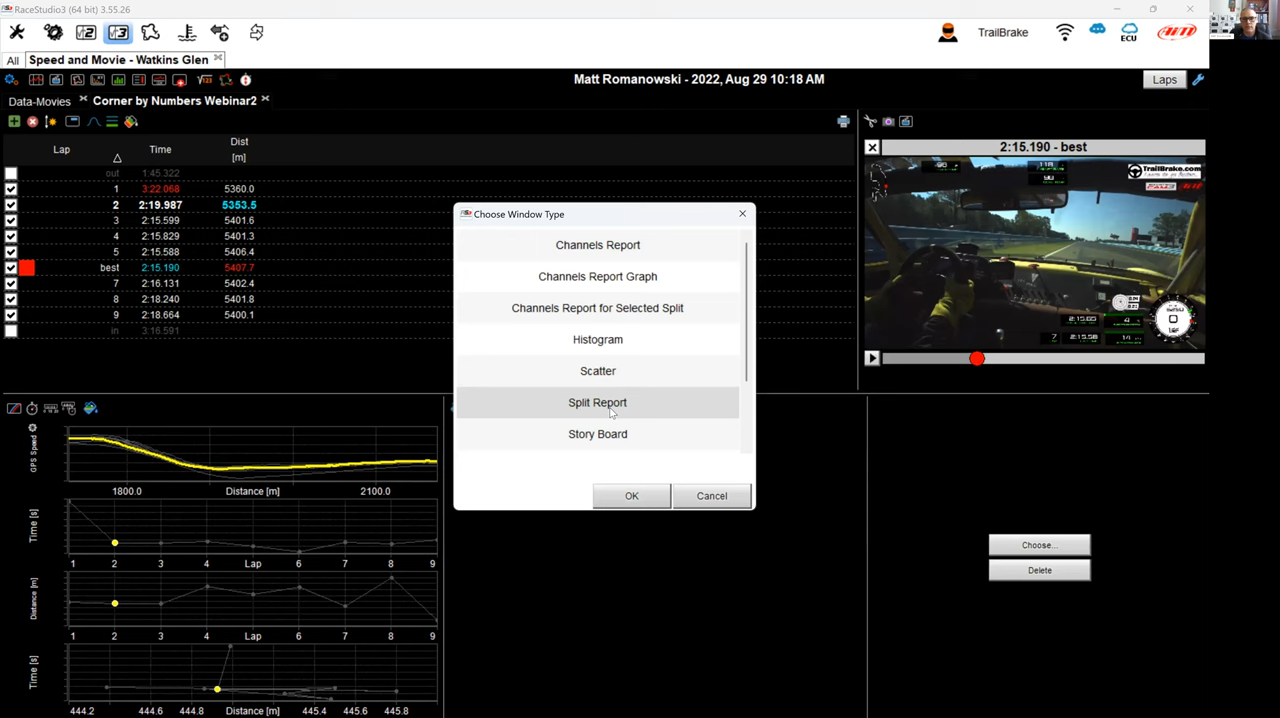 RaceStudio3 (64 bit) 3.55.26
TrailBrake
ECU
All Speed and Movie - Watkins Glen
Matt Romanowski - 2022, Aug 29 10:18 AM
Laps
Data-Movies Corner by Numbers Webinar2
Lap Time Dist [m]
out 1:45.322
1 3:22.068 5360.0
2 2:19.987 5353.5
3 2:15.599 5401.6
4 2:15.829 5401.3
5 2:15.588 5406.4
best 2:15.190 5407.7
7 2:16.131 5402.4
8 2:18.240 5401.8
9 2:18.664 5400.1
in 3:16.591
2:15.190 - best
TrailBrake.com
Choose Window Type
Channels Report
Channels Report Graph
Channels Report for Selected Split
Histogram
Scatter
Split Report
Story Board
OK Cancel
Choose...
Delete
GPS Speed
1800.0 Distance [m] 2100.0
Time [s]
1 2 3 4 Lap 6 7 8 9
Distance [m]
1 2 3 4 Lap 6 7 8 9
Time [s]
444.2 444.6 444.8 Distance [m] 445.4 445.6 445.8